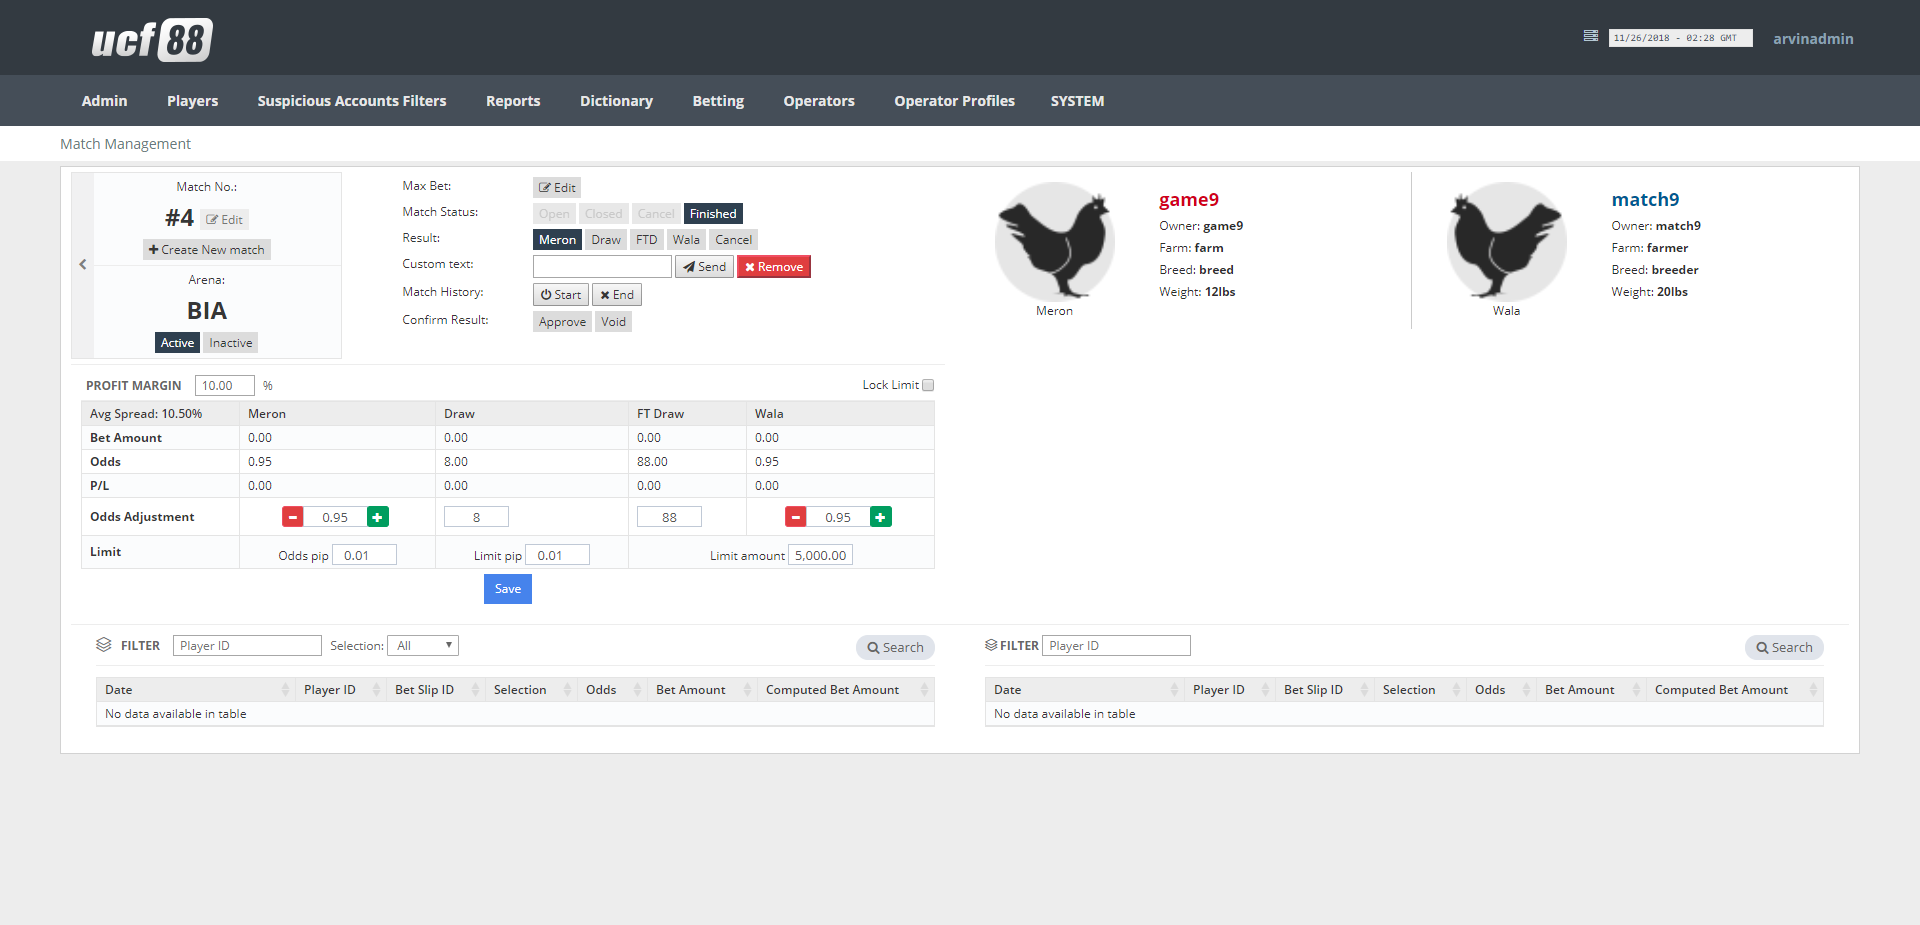 ucf 88
11/26/2018 - 02:28 GMT
arvinadmin
Admin Players Suspicious Accounts Filters Reports Dictionary Betting Operators Operator Profiles SYSTEM
Match Management
Match No.:
#4 Edit
Create New match
Arena:
BIA
Active Inactive
Max Bet: Edit
Match Status: Open Closed Cancel Finished
Result: Meron Draw FTD Wala Cancel
Custom text: Send Remove
Match History: Start End
Confirm Result: Approve Void
Meron
game9
Owner: game9
Farm: farm
Breed: breed
Weight: 12lbs
Wala
match9
Owner: match9
Farm: farmer
Breed: breeder
Weight: 20lbs
PROFIT MARGIN 10.00 % Lock Limit
Avg Spread: 10.50% Meron Draw FT Draw Wala
Bet Amount 0.00 0.00 0.00 0.00
Odds 0.95 8.00 88.00 0.95
P/L 0.00 0.00 0.00 0.00
Odds Adjustment 0.95 8 88 0.95
Limit Odds pip 0.01 Limit pip 0.01 Limit amount 5,000.00
Save
FILTER Player ID Selection: All Search
Date Player ID Bet Slip ID Selection Odds Bet Amount Computed Bet Amount
No data available in table
FILTER Player ID Search
Date Player ID Bet Slip ID Selection Odds Bet Amount Computed Bet Amount
No data available in table